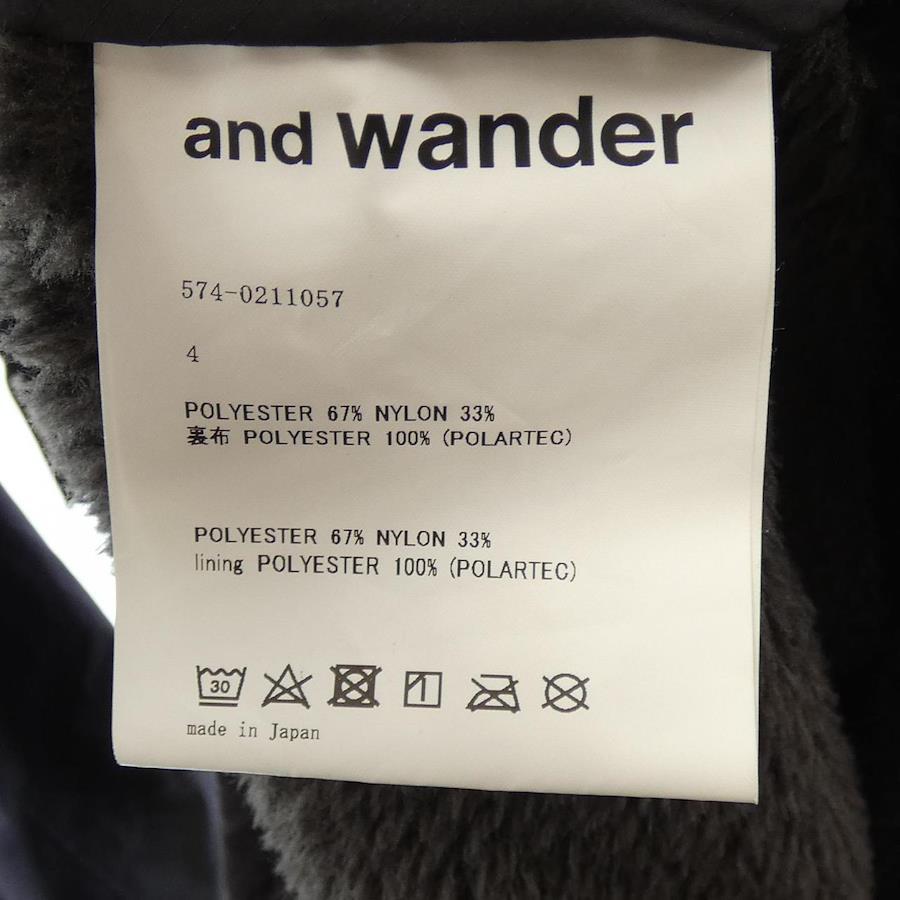 and wander
574-0211057
4
POLYESTER 67% NYLON 33%
裏布 POLYESTER 100% (POLARTEC)
POLYESTER 67% NYLON 33%
lining POLYESTER 100% (POLARTEC)
30
made in Japan